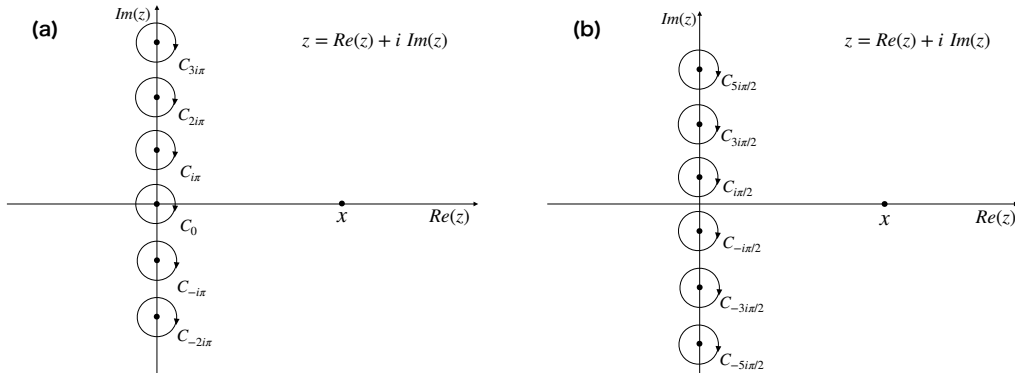 (a)
Im(z)
z = Re(z) + i Im(z)
C_{3iπ}
C_{2iπ}
C_{iπ}
C_0
x
Re(z)
C_{-iπ}
C_{-2iπ}
(b)
Im(z)
z = Re(z) + i Im(z)
C_{5iπ/2}
C_{3iπ/2}
C_{iπ/2}
x
Re(z)
C_{-iπ/2}
C_{-3iπ/2}
C_{-5iπ/2}